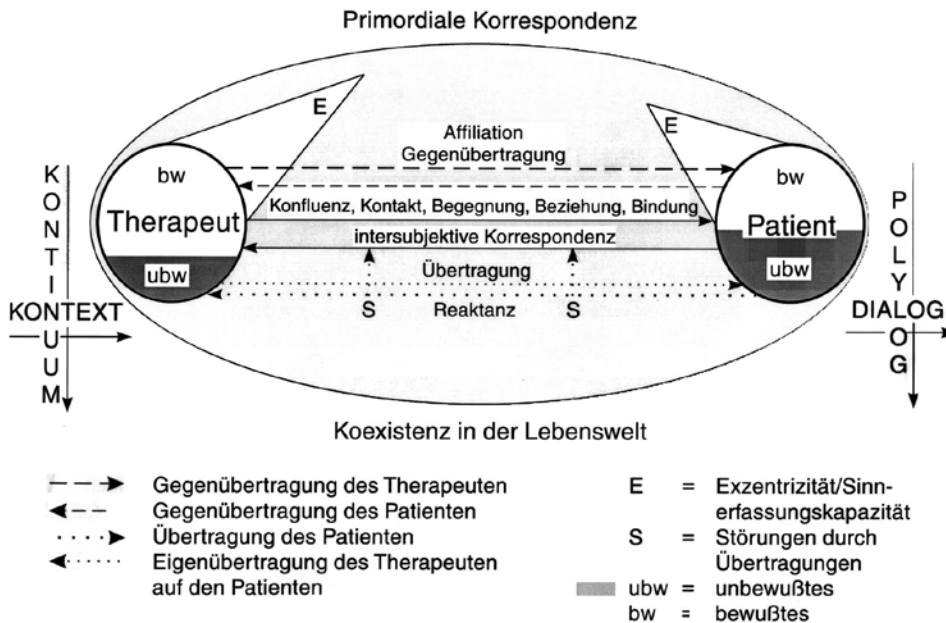 Primordiale Korrespondenz
E
E
Affiliation
Gegenübertragung
bw
bw
Therapeut
Patient
Konfluenz, Kontakt, Begegnung, Beziehung, Bindung
intersubjektive Korrespondenz
ubw
ubw
Übertragung
S
Reaktanz
S
KONTINUUM
KONTEXT
POLYLOG
DIALOG
Koexistenz in der Lebenswelt
Gegenübertragung des Therapeuten
Gegenübertragung des Patienten
Übertragung des Patienten
Eigenübertragung des Therapeuten
auf den Patienten
E = Exzentrizität/Sinn-
erfassungskapazität
S = Störungen durch
Übertragungen
ubw = unbewußtes
bw = bewußtes